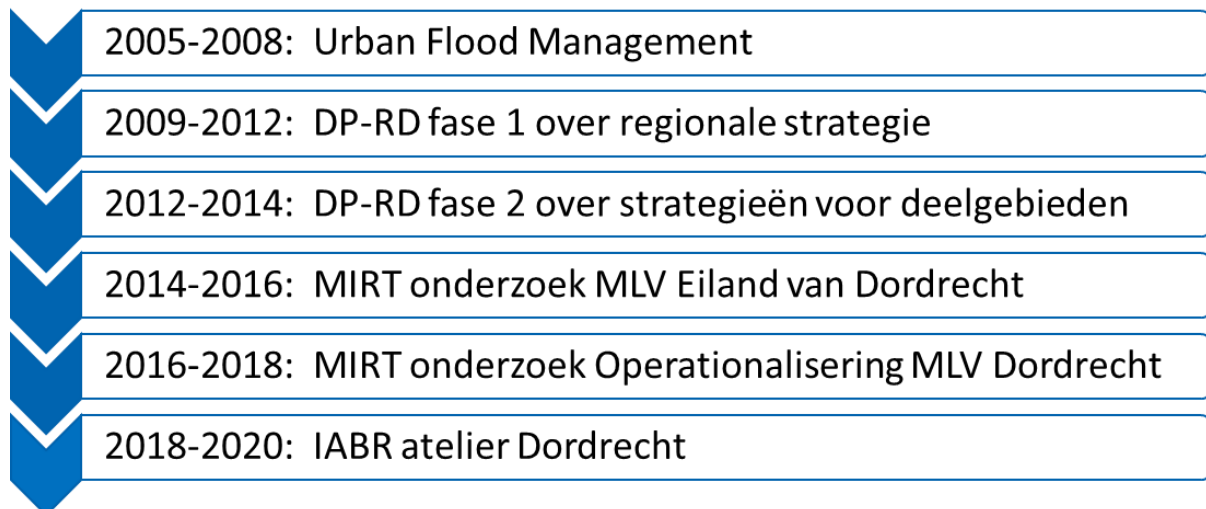 2005-2008: Urban Flood Management
2009-2012: DP-RD fase 1 over regionale strategie
2012-2014: DP-RD fase 2 over strategieën voor deelgebieden
2014-2016: MIRT onderzoek MLV Eiland van Dordrecht
2016-2018: MIRT onderzoek Operationalisering MLV Dordrecht
2018-2020: IABR atelier Dordrecht